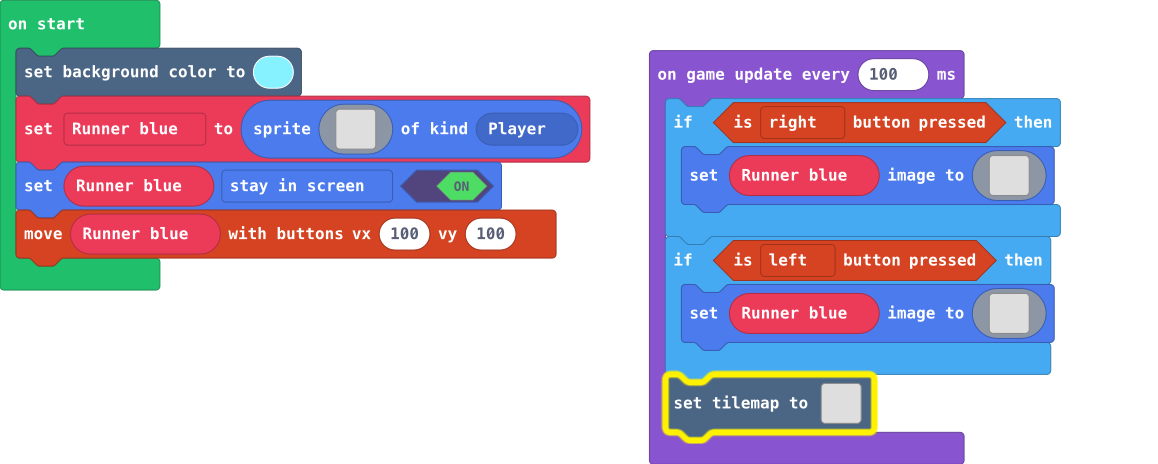 on start
set background color to
set Runner blue to sprite of kind Player
set Runner blue stay in screen ON
move Runner blue with buttons vx 100 vy 100
on game update every 100 ms
if is right button pressed then
set Runner blue image to
if is left button pressed then
set Runner blue image to
set tilemap to